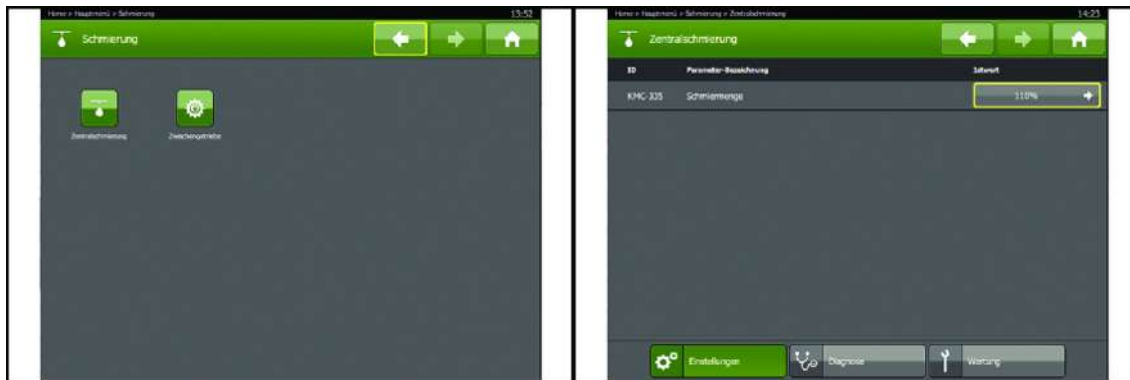 Home > Hauptmenü > Schmierung
13:52
Schmierung
Zentralschmierung
Zwischengetriebe
Home > Hauptmenü > Schmierung > Zentralschmierung
14:23
Zentralschmierung
ID Parameter-Bezeichnung Istwert
KMC-335 Schmiermenge 110%
Einstellungen Diagnose Wartung